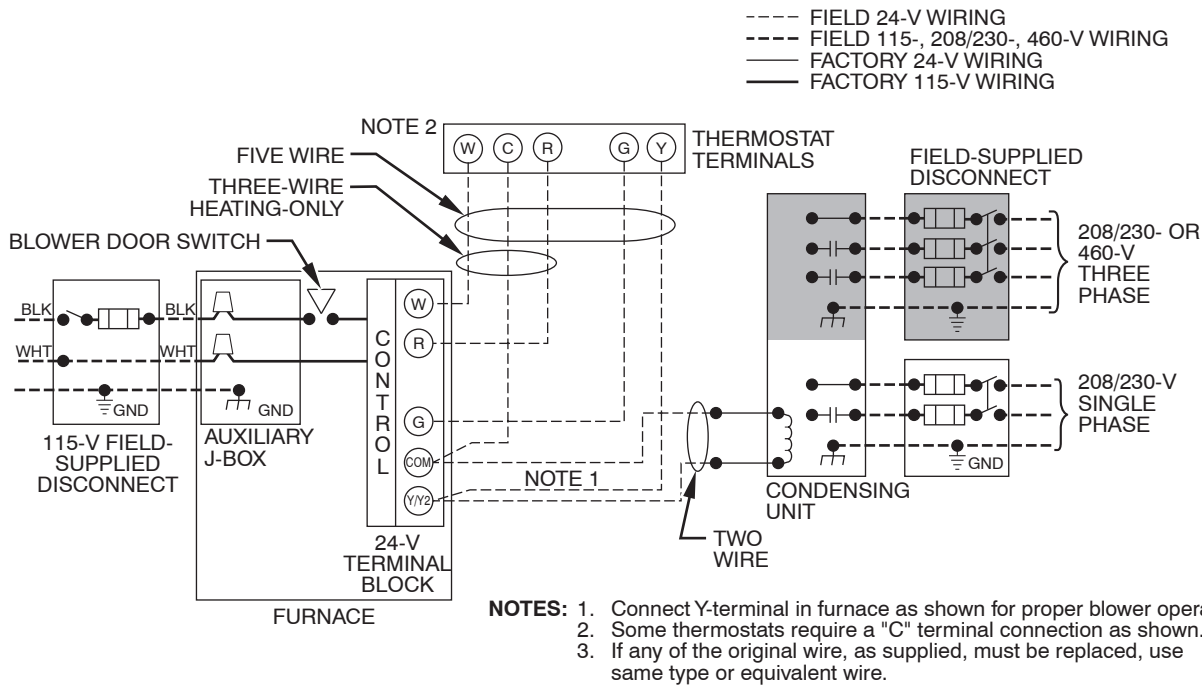 FIELD 24-V WIRING
FIELD 115-, 208/230-, 460-V WIRING
FACTORY 24-V WIRING
FACTORY 115-V WIRING
NOTE 2
W C R G Y
THERMOSTAT
TERMINALS
FIVE WIRE
THREE-WIRE
HEATING-ONLY
BLOWER DOOR SWITCH
FIELD-SUPPLIED
DISCONNECT
208/230- OR
460-V
THREE
PHASE
BLK
BLK
WHT
WHT
GND
GND
115-V FIELD-
SUPPLIED
DISCONNECT
AUXILIARY
J-BOX
CONTROL
W
R
G
COM
Y/Y2
NOTE 1
24-V
TERMINAL
BLOCK
FURNACE
TWO
WIRE
CONDENSING
UNIT
208/230-V
SINGLE
PHASE
GND
NOTES: 1. Connect Y-terminal in furnace as shown for proper blower opera
2. Some thermostats require a "C" terminal connection as shown.
3. If any of the original wire, as supplied, must be replaced, use
same type or equivalent wire.